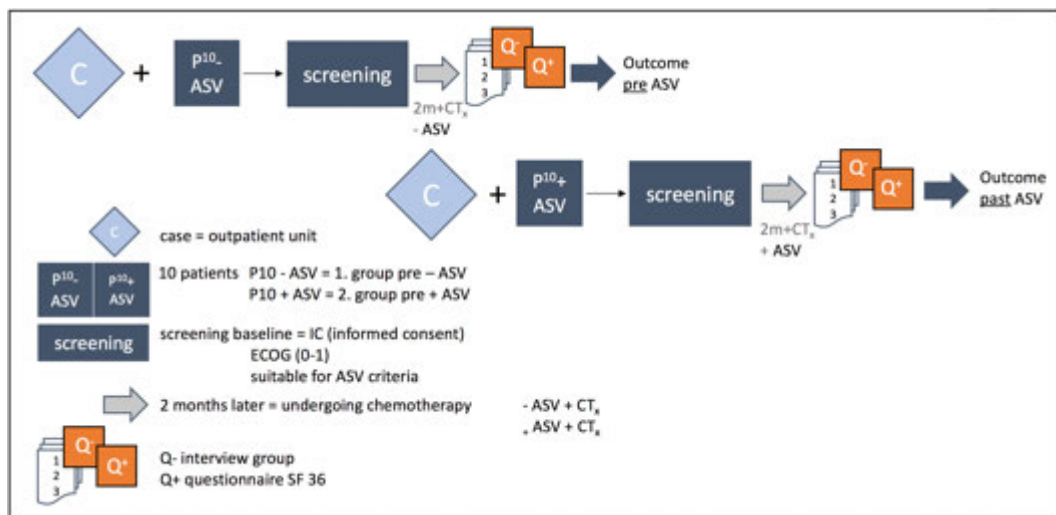 C + P10- ASV screening
2m+CTx
- ASV
Q-
Q+
1
2
3
Outcome
pre ASV
C + P10+ ASV screening
2m+CTx
+ ASV
Q-
Q+
1
2
3
Outcome
past ASV
C case = outpatient unit
P10- ASV P10+ ASV
10 patients P10 - ASV = 1. group pre – ASV
P10 + ASV = 2. group pre + ASV
screening screening baseline = IC (informed consent)
ECOG (0-1)
suitable for ASV criteria
2 months later = undergoing chemotherapy - ASV + CTx
+ ASV + CTx
Q-
Q+
1
2
3
Q- interview group
Q+ questionnaire SF 36